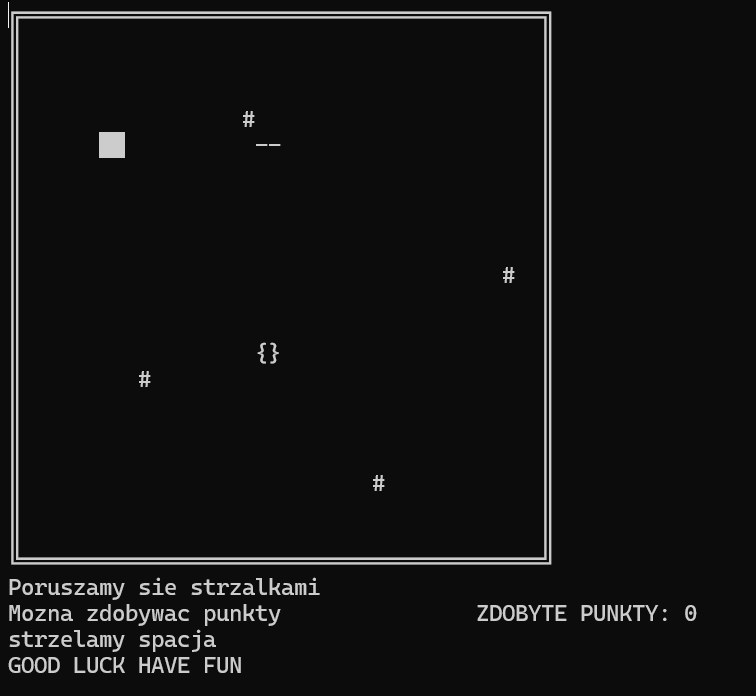 #
--
#
{}
#
#
Poruszamy sie strzalkami
Mozna zdobywac punkty ZDOBYTE PUNKTY: 0
strzelamy spacja
GOOD LUCK HAVE FUN